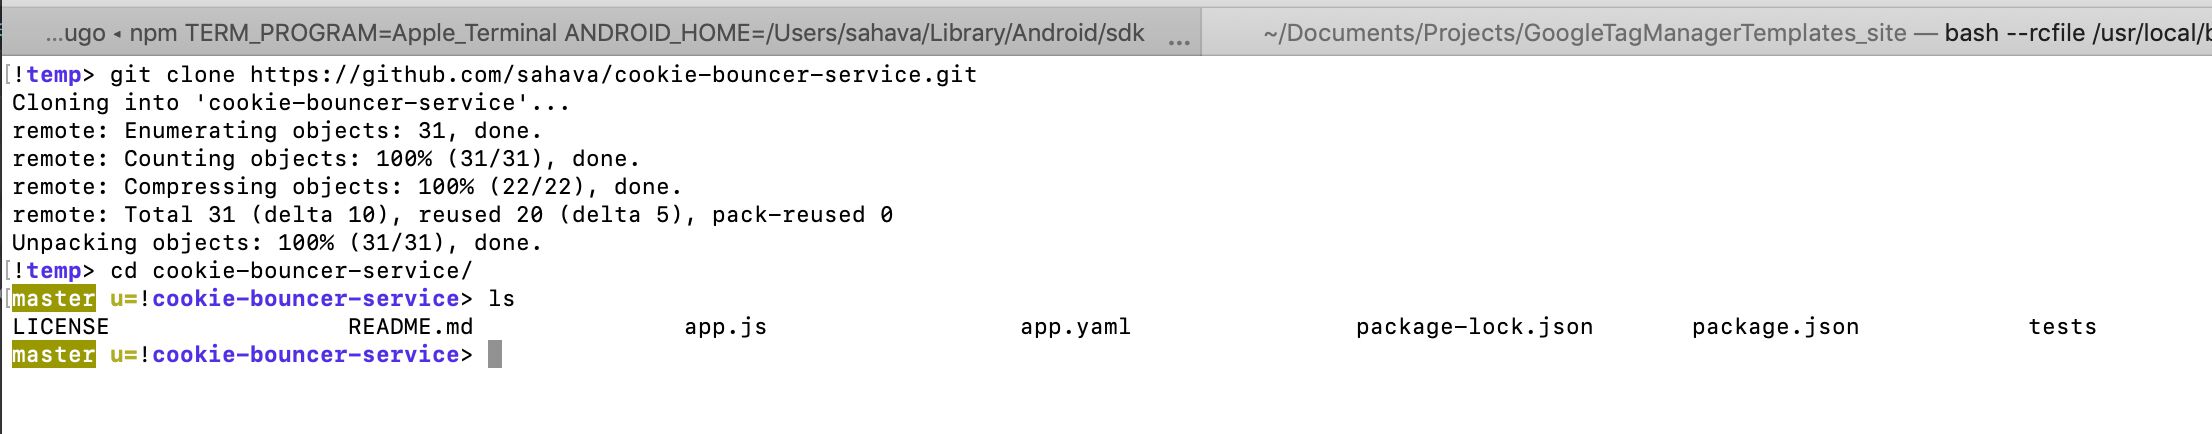 ...ugo ◂ npm TERM_PROGRAM=Apple_Terminal ANDROID_HOME=/Users/sahava/Library/Android/sdk ... ~/Documents/Projects/GoogleTagManagerTemplates_site — bash --rcfile /usr/local/b
[!temp> git clone https://github.com/sahava/cookie-bouncer-service.git
Cloning into 'cookie-bouncer-service'...
remote: Enumerating objects: 31, done.
remote: Counting objects: 100% (31/31), done.
remote: Compressing objects: 100% (22/22), done.
remote: Total 31 (delta 10), reused 20 (delta 5), pack-reused 0
Unpacking objects: 100% (31/31), done.
[!temp> cd cookie-bouncer-service/
[master u=!cookie-bouncer-service> ls
LICENSE README.md app.js app.yaml package-lock.json package.json tests
master u=!cookie-bouncer-service>